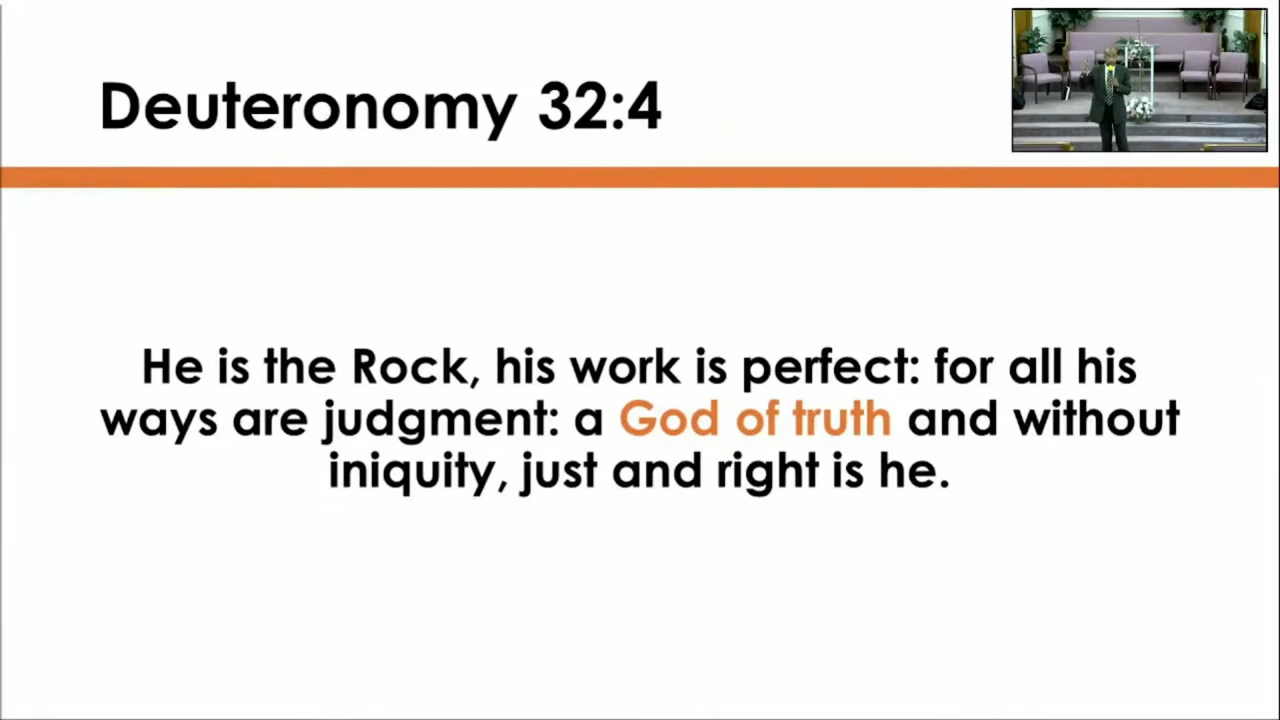 Deuteronomy 32:4
He is the Rock, his work is perfect: for all his
ways are judgment: a God of truth and without
iniquity, just and right is he.